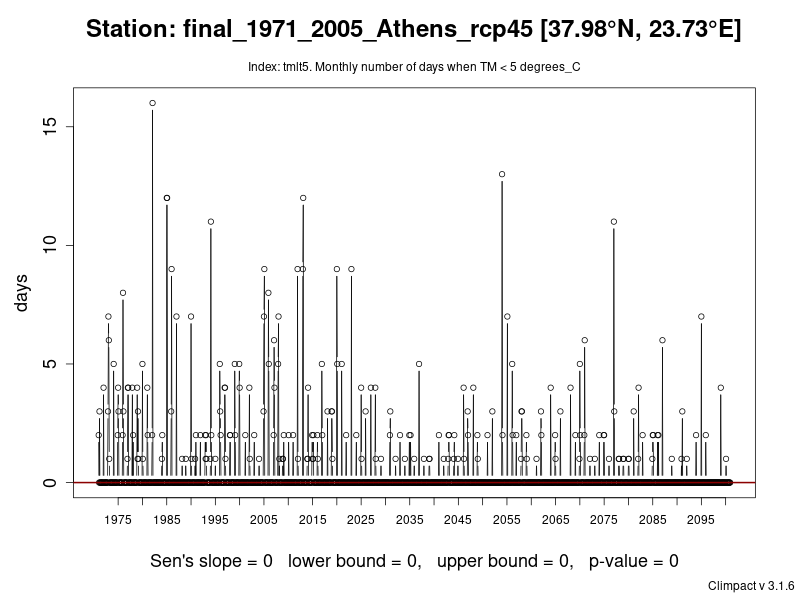 Station: final_1971_2005_Athens_rcp45 [37.98°N, 23.73°E]
Index: tmlt5. Monthly number of days when TM < 5 degrees_C
days
15
10
5
0
1975 1985 1995 2005 2015 2025 2035 2045 2055 2065 2075 2085 2095
Sen's slope = 0 lower bound = 0, upper bound = 0, p-value = 0
Climpact v 3.1.6